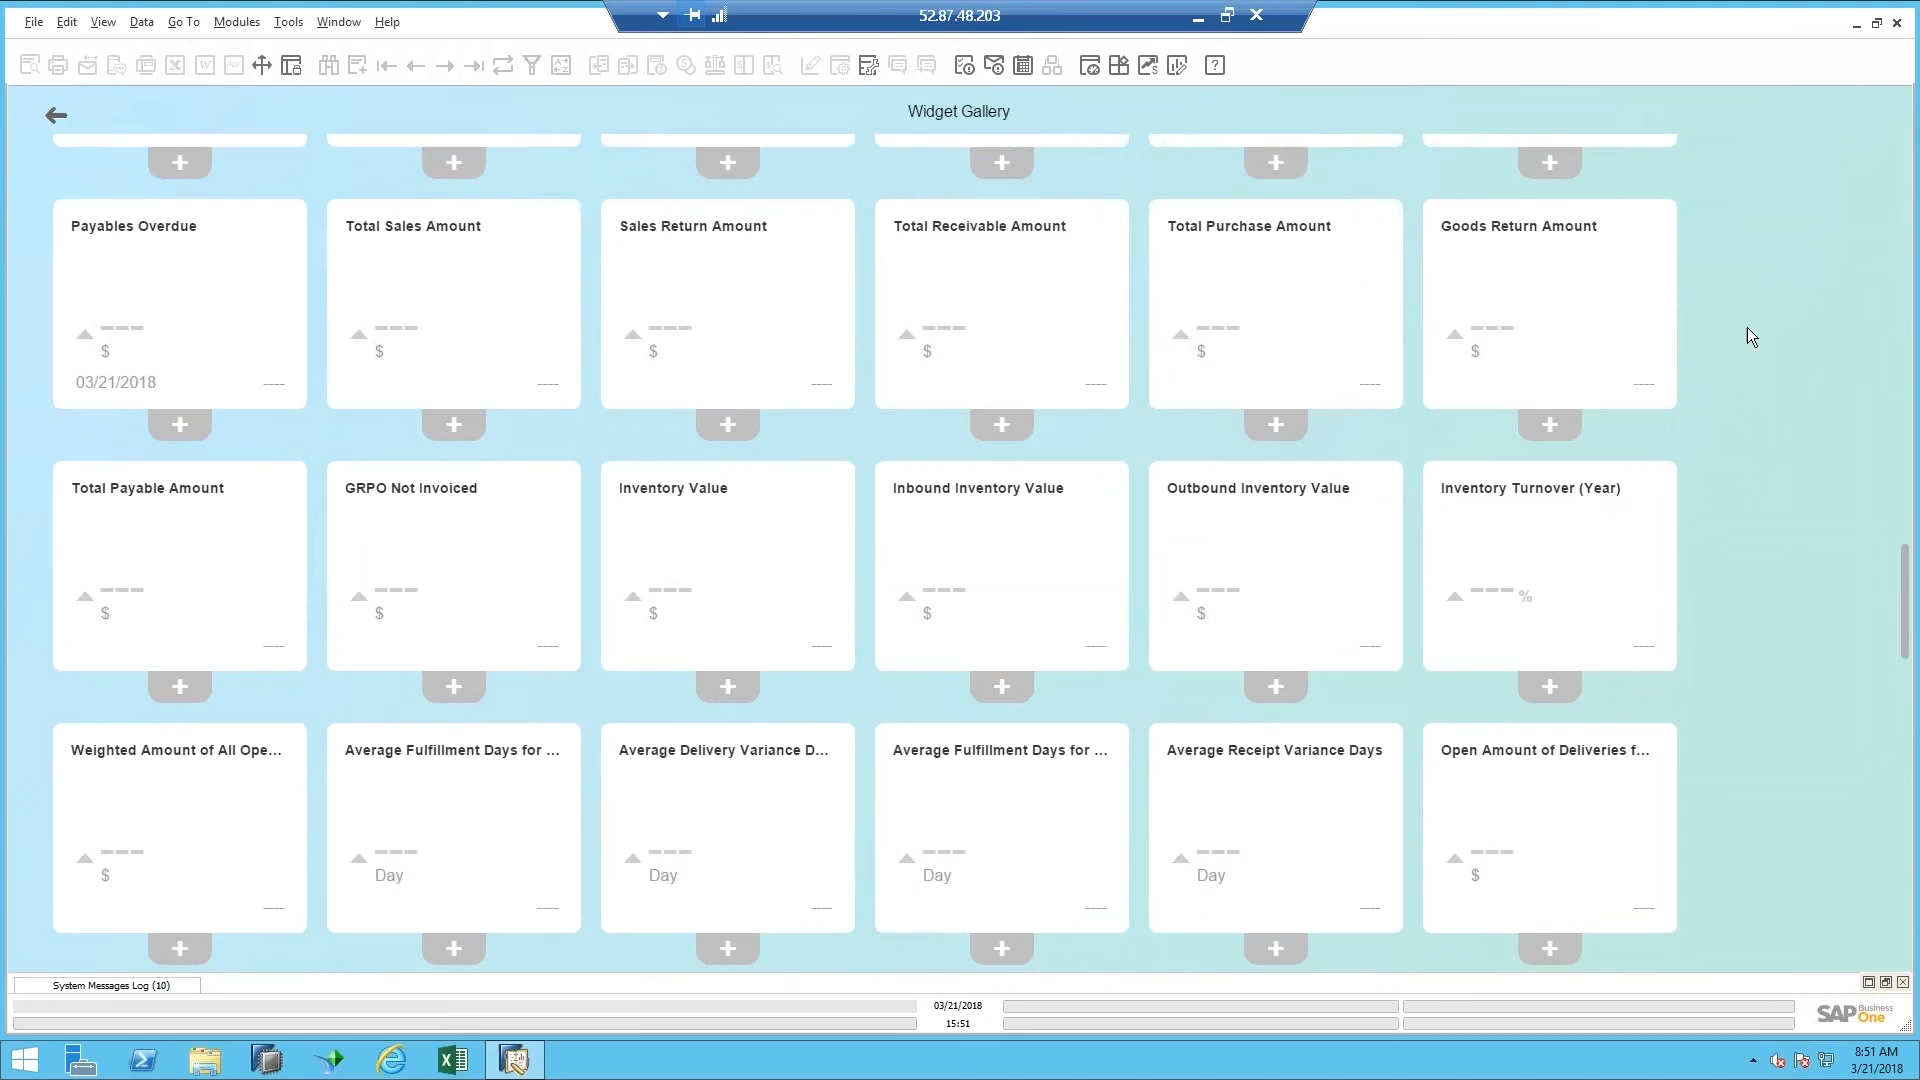 52.87.48.203
File Edit View Data Go To Modules Tools Window Help
Widget Gallery
Payables Overdue
$
03/21/2018
Total Sales Amount
$
Sales Return Amount
$
Total Receivable Amount
$
Total Purchase Amount
$
Goods Return Amount
$
Total Payable Amount
$
GRPO Not Invoiced
$
Inventory Value
$
Inbound Inventory Value
$
Outbound Inventory Value
$
Inventory Turnover (Year)
%
Weighted Amount of All Ope...
$
Average Fulfillment Days for ...
Day
Average Delivery Variance D...
Day
Average Fulfillment Days for ...
Day
Average Receipt Variance Days
Day
Open Amount of Deliveries f...
$
System Messages Log (10)
03/21/2018
15:51
SAP Business One
8:51 AM
3/21/2018